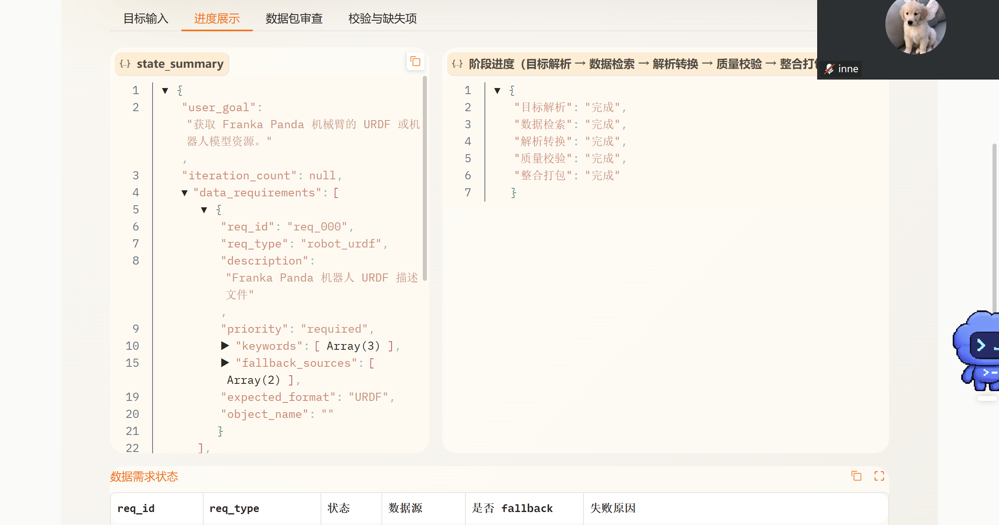 目标输入 进度展示 数据包审查 校验与缺失项
inne
{...} state_summary
1 ▼ {
2 "user_goal":
"获取 Franka Panda 机械臂的 URDF 或机
器人模型资源。"
,
3 "iteration_count": null,
4 ▼ "data_requirements": [
5 ▼ {
6 "req_id": "req_000",
7 "req_type": "robot_urdf",
8 "description":
"Franka Panda 机器人 URDF 描述
文件"
,
9 "priority": "required",
10 ▶ "keywords": [ Array(3) ],
15 ▶ "fallback_sources": [
Array(2) ],
19 "expected_format": "URDF",
20 "object_name": ""
21 }
22 ],
{...} 阶段进度（目标解析 → 数据检索 → 解析转换 → 质量校验 → 整合打
1 ▼ {
2 "目标解析": "完成",
3 "数据检索": "完成",
4 "解析转换": "完成",
5 "质量校验": "完成",
6 "整合打包": "完成"
7 }
数据需求状态
req_id req_type 状态 数据源 是否 fallback 失败原因